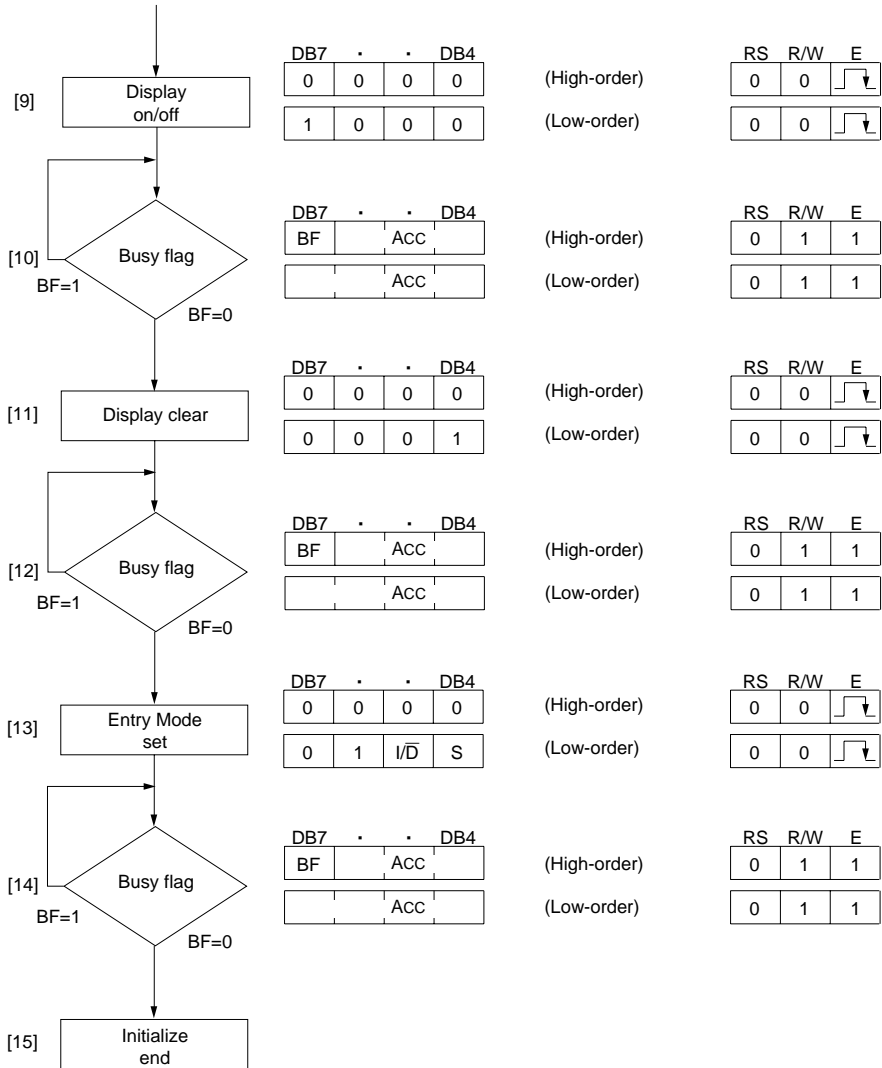 DB7 · · DB4 RS R/W E
[9] Display on/off 0 0 0 0 (High-order) 0 0
1 0 0 0 (Low-order) 0 0
DB7 · · DB4 RS R/W E
[10] Busy flag BF ACC (High-order) 0 1 1
BF=1 ACC (Low-order) 0 1 1
BF=0
DB7 · · DB4 RS R/W E
[11] Display clear 0 0 0 0 (High-order) 0 0
0 0 0 1 (Low-order) 0 0
DB7 · · DB4 RS R/W E
[12] Busy flag BF ACC (High-order) 0 1 1
BF=1 ACC (Low-order) 0 1 1
BF=0
DB7 · · DB4 RS R/W E
[13] Entry Mode set 0 0 0 0 (High-order) 0 0
0 1 I/D̅ S (Low-order) 0 0
DB7 · · DB4 RS R/W E
[14] Busy flag BF ACC (High-order) 0 1 1
BF=1 ACC (Low-order) 0 1 1
BF=0
[15] Initialize end